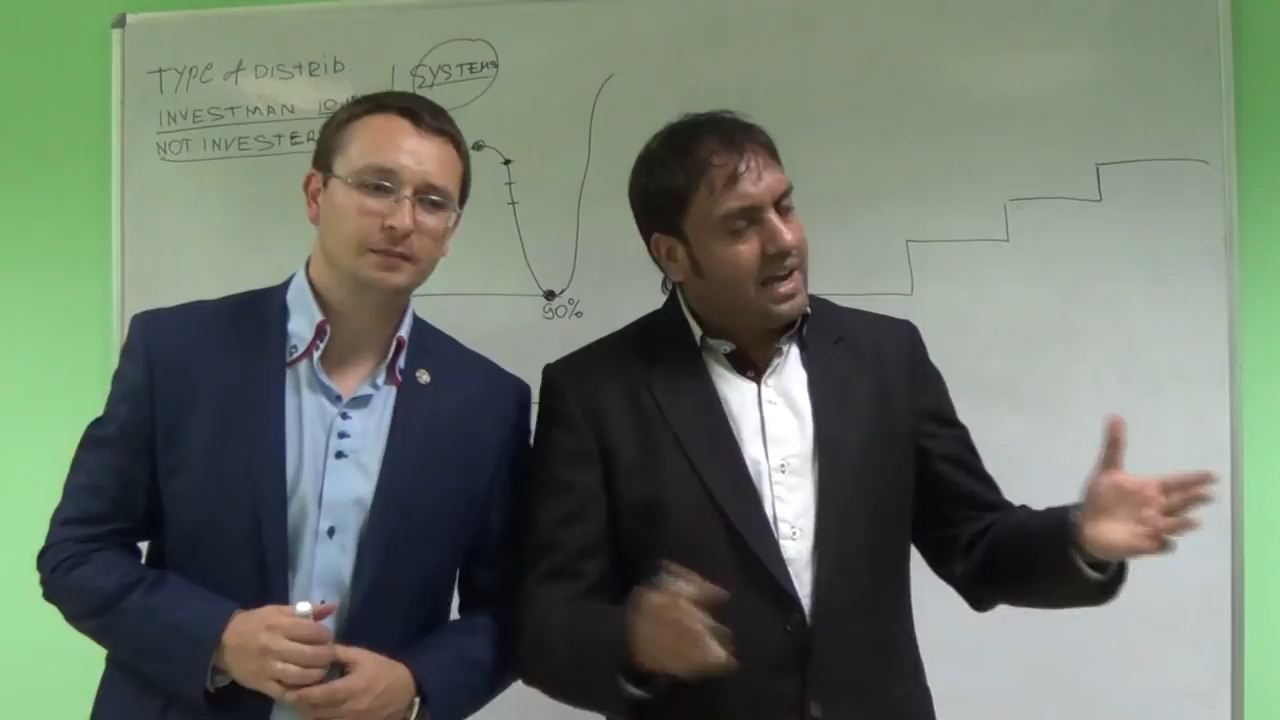 TYPE of DISTRIB.
SYSTEMS
INVESTMAN
NOT INVESTER
90%